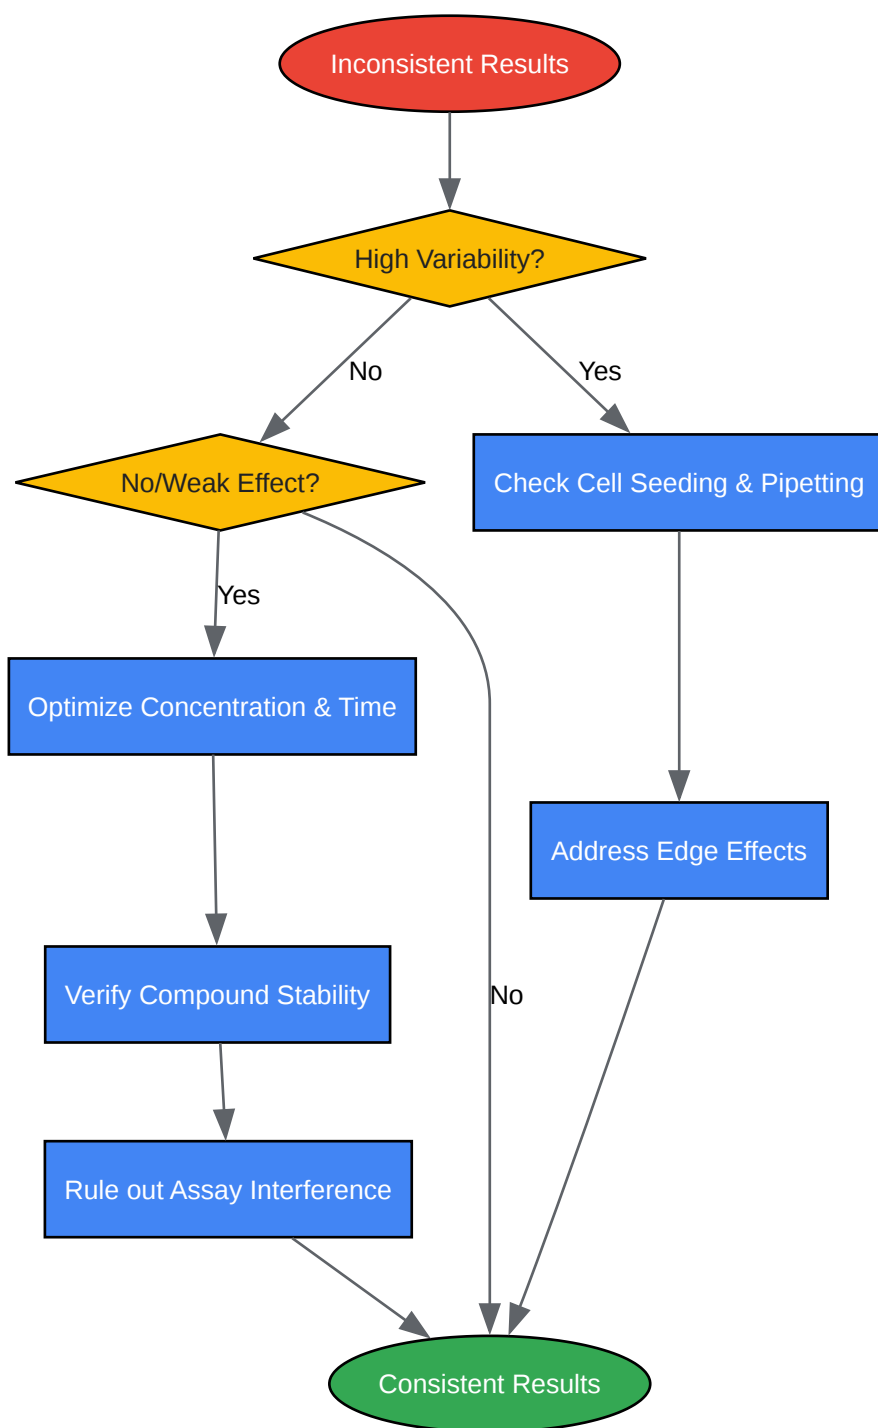 Inconsistent Results
High Variability?
No
Yes
No/Weak Effect?
Check Cell Seeding & Pipetting
Yes
Optimize Concentration & Time
Address Edge Effects
Verify Compound Stability
No
Rule out Assay Interference
Consistent Results